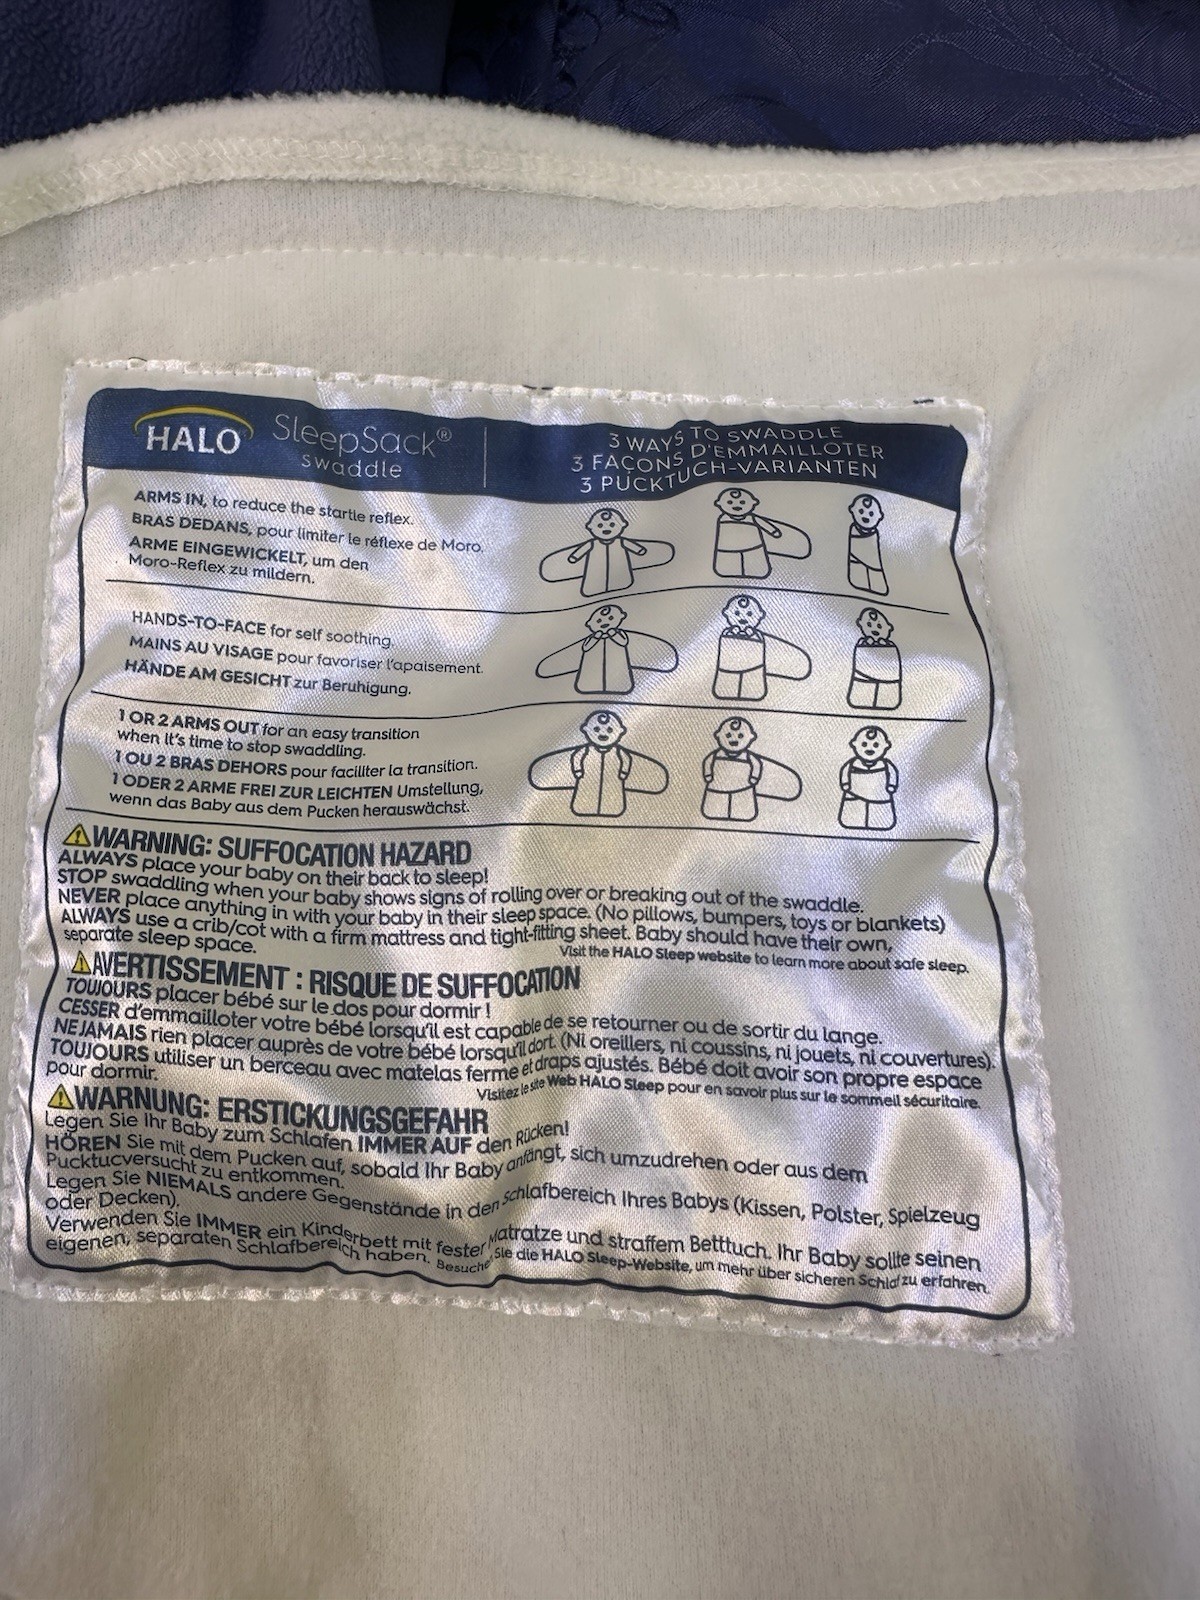 HALO SleepSack®
swaddle
3 WAYS TO SWADDLE
3 FAÇONS D'EMMAILLOTER
3 PUCKTUCH-VARIANTEN
ARMS IN, to reduce the startle reflex.
BRAS DEDANS, pour limiter le réflexe de Moro.
ARME EINGEWICKELT, um den
Moro-Reflex zu mildern.
HANDS-TO-FACE for self soothing.
MAINS AU VISAGE pour favoriser l'apaisement.
HÄNDE AM GESICHT zur Beruhigung.
1 OR 2 ARMS OUT for an easy transition
when it's time to stop swaddling.
1 OU 2 BRAS DEHORS pour faciliter la transition.
1 ODER 2 ARME FREI ZUR LEICHTEN Umstellung,
wenn das Baby aus dem Pucken herauswächst.
WARNING: SUFFOCATION HAZARD
ALWAYS place your baby on their back to sleep!
STOP swaddling when your baby shows signs of rolling over or breaking out of the swaddle.
NEVER place anything in with your baby in their sleep space. (No pillows, bumpers, toys or blankets)
ALWAYS use a crib/cot with a firm mattress and tight-fitting sheet. Baby should have their own,
separate sleep space.
Visit the HALO Sleep website to learn more about safe sleep.
AVERTISSEMENT : RISQUE DE SUFFOCATION
TOUJOURS placer bébé sur le dos pour dormir !
CESSER d'emmailloter votre bébé lorsqu'il est capable de se retourner ou de sortir du lange.
NE JAMAIS rien placer auprès de votre bébé lorsqu'il dort. (Ni oreillers, ni coussins, ni jouets, ni couvertures).
TOUJOURS utiliser un berceau avec matelas ferme et draps ajustés. Bébé doit avoir son propre espace
pour dormir.
Visitez le site Web HALO Sleep pour en savoir plus sur le sommeil sécuritaire.
WARNUNG: ERSTICKUNGSGEFAHR
Legen Sie Ihr Baby zum Schlafen IMMER AUF den Rücken!
HÖREN Sie mit dem Pucken auf, sobald Ihr Baby anfängt, sich umzudrehen oder aus dem
Pucktucversucht zu entkommen.
Legen Sie NIEMALS andere Gegenstände in den Schlafbereich Ihres Babys (Kissen, Polster, Spielzeug
oder Decken).
Verwenden Sie IMMER ein Kinderbett mit fester Matratze und straffem Betttuch. Ihr Baby sollte seinen
eigenen, separaten Schlafbereich haben.
Besuche Sie die HALO Sleep-Website, um mehr über sicheren Schlaf zu erfahren.